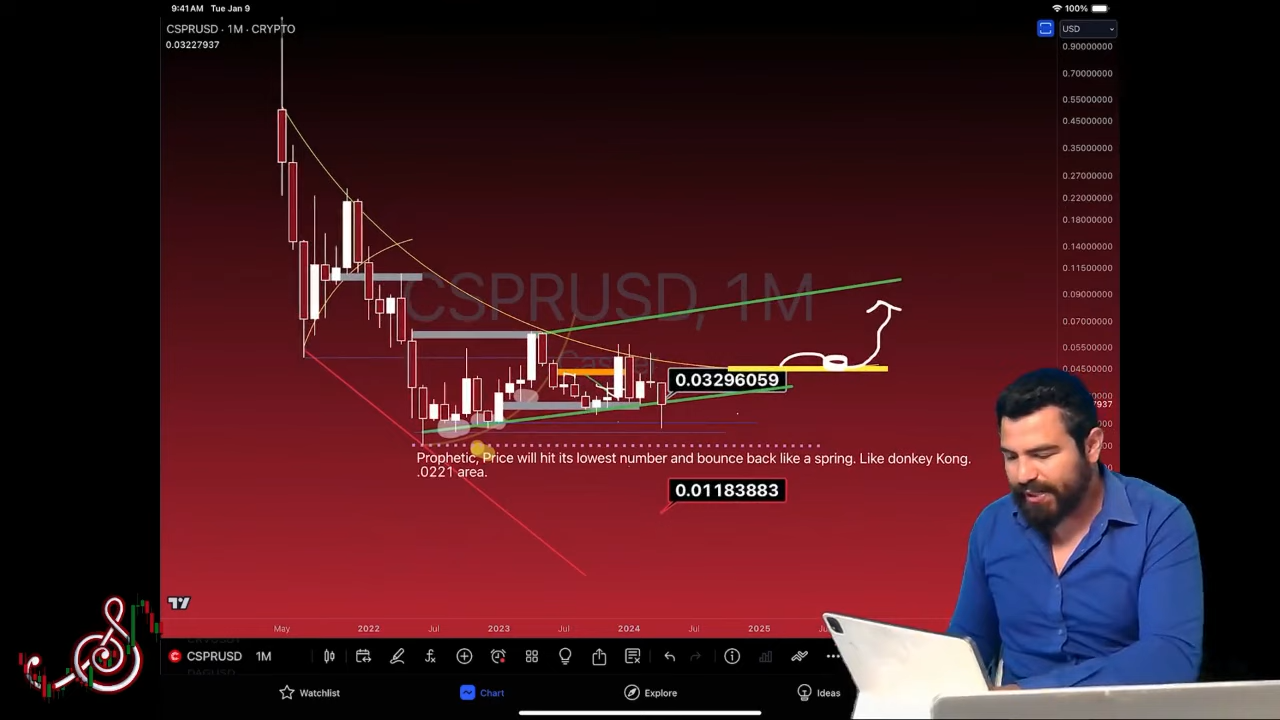 9:41AM Tue Jan 9
100%
CSPRUSD · 1M · CRYPTO
0.03227937
USD
0.90000000
0.70000000
0.55000000
0.45000000
0.35000000
0.27000000
0.22000000
0.18000000
0.14000000
0.11500000
0.09000000
0.07000000
0.05500000
0.04500000
7937
CSPRUSD, 1M
Casper
0.03296059
Prophetic, Price will hit its lowest number and bounce back like a spring. Like donkey Kong.
.0221 area.
0.01183883
May 2022 Jul 2023 Jul 2024 Jul 2025
CSPRUSD 1M
Watchlist Chart Explore Ideas